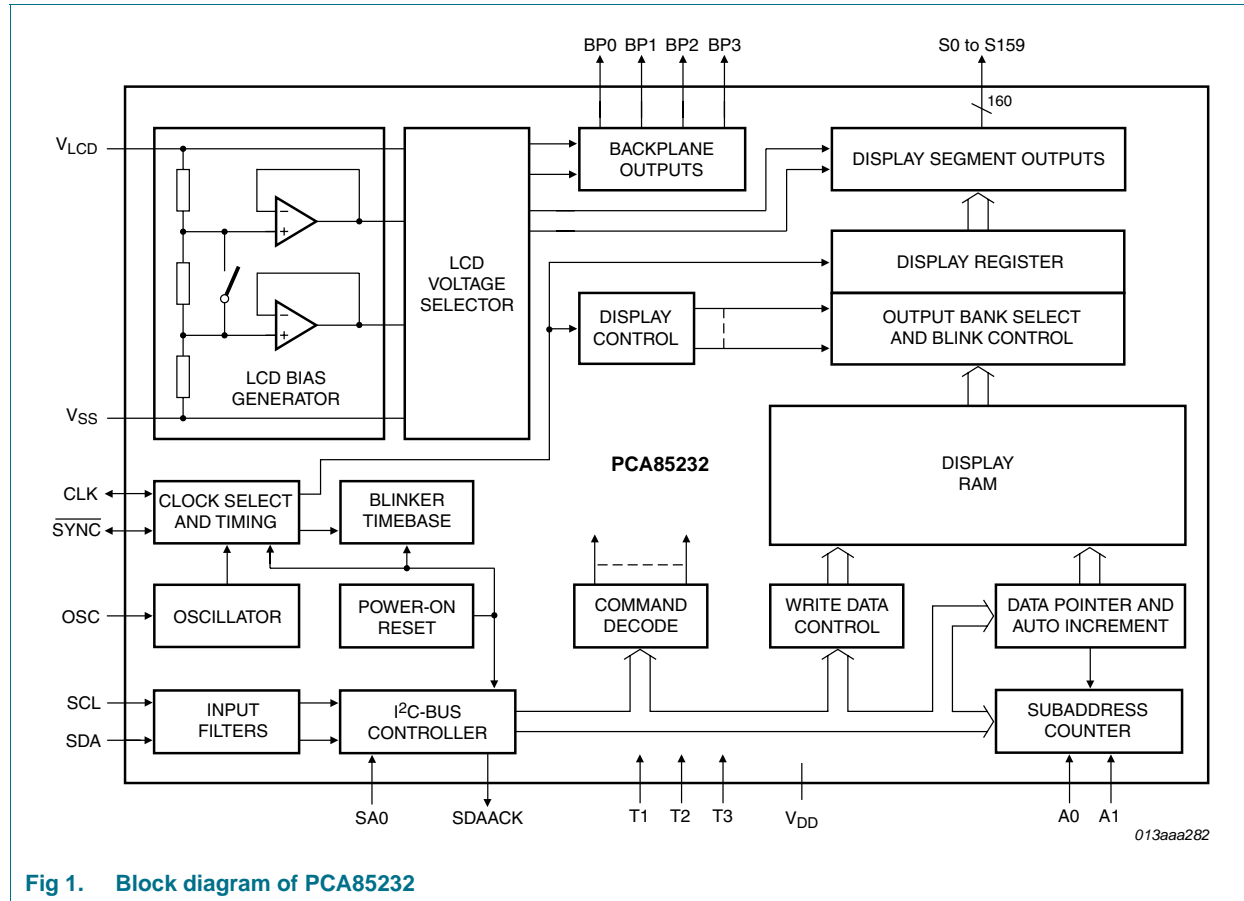 BP0 BP1 BP2 BP3
S0 to S159
160
VLCD
BACKPLANE
OUTPUTS
DISPLAY SEGMENT OUTPUTS
LCD
VOLTAGE
SELECTOR
DISPLAY REGISTER
DISPLAY
CONTROL
OUTPUT BANK SELECT
AND BLINK CONTROL
−
+
−
+
LCD BIAS
GENERATOR
VSS
PCA85232
DISPLAY
RAM
CLK
SYNC
CLOCK SELECT
AND TIMING
BLINKER
TIMEBASE
OSC
OSCILLATOR
POWER-ON
RESET
COMMAND
DECODE
WRITE DATA
CONTROL
DATA POINTER AND
AUTO INCREMENT
SCL
SDA
INPUT
FILTERS
I2C-BUS
CONTROLLER
SUBADDRESS
COUNTER
SA0
SDAACK
T1 T2 T3
VDD
A0 A1
013aaa282
Fig 1. Block diagram of PCA85232